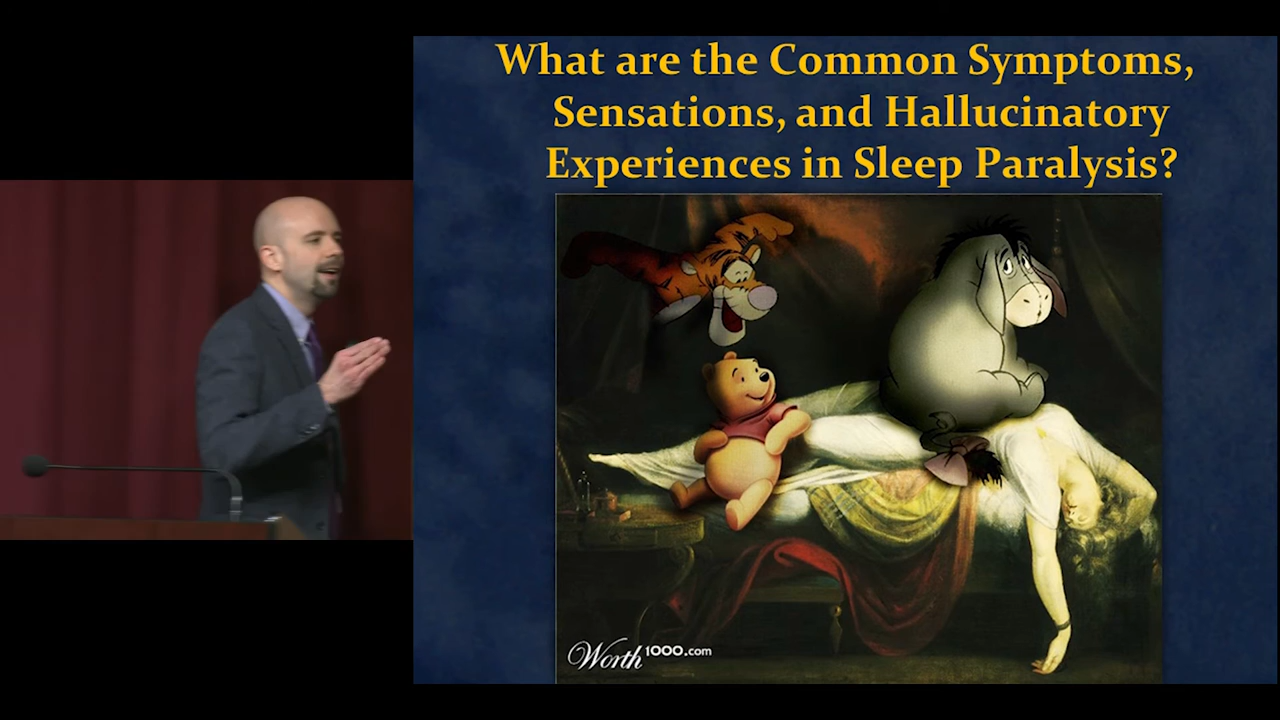 What are the Common Symptoms,
Sensations, and Hallucinatory
Experiences in Sleep Paralysis?
Worth1000.com